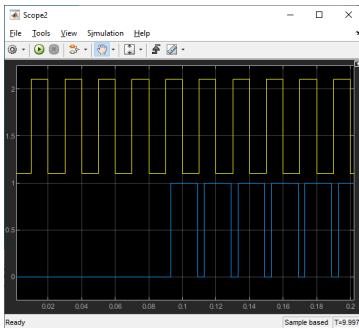 Scope2
File Tools View Simulation Help
2
1.5
1
0.5
0
0.02 0.04 0.06 0.08 0.1 0.12 0.14 0.16 0.18 0.2
Ready Sample based T=9.997